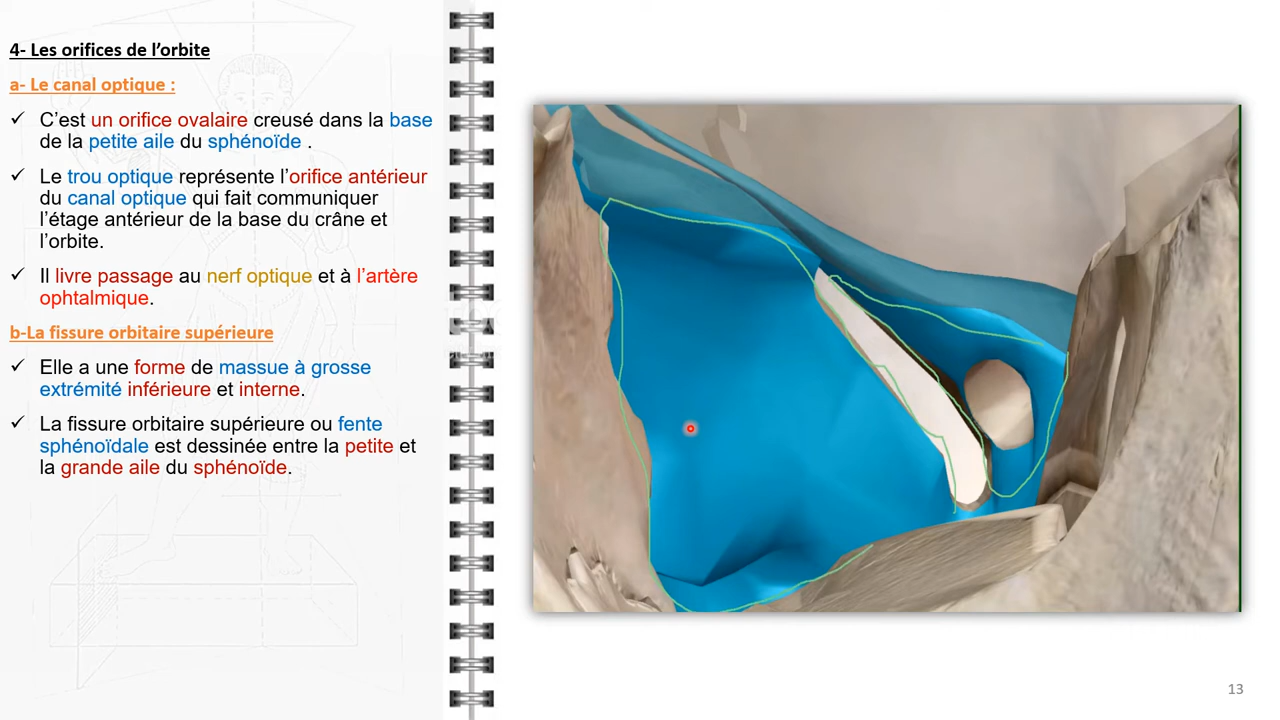 4- Les orifices de l’orbite
a- Le canal optique :
✓ C’est un orifice ovalaire creusé dans la base
de la petite aile du sphénoïde .
✓ Le trou optique représente l’orifice antérieur
du canal optique qui fait communiquer
l’étage antérieur de la base du crâne et
l’orbite.
✓ Il livre passage au nerf optique et à l’artère
ophtalmique.
b-La fissure orbitaire supérieure
✓ Elle a une forme de massue à grosse
extrémité inférieure et interne.
✓ La fissure orbitaire supérieure ou fente
sphénoïdale est dessinée entre la petite et
la grande aile du sphénoïde.
13